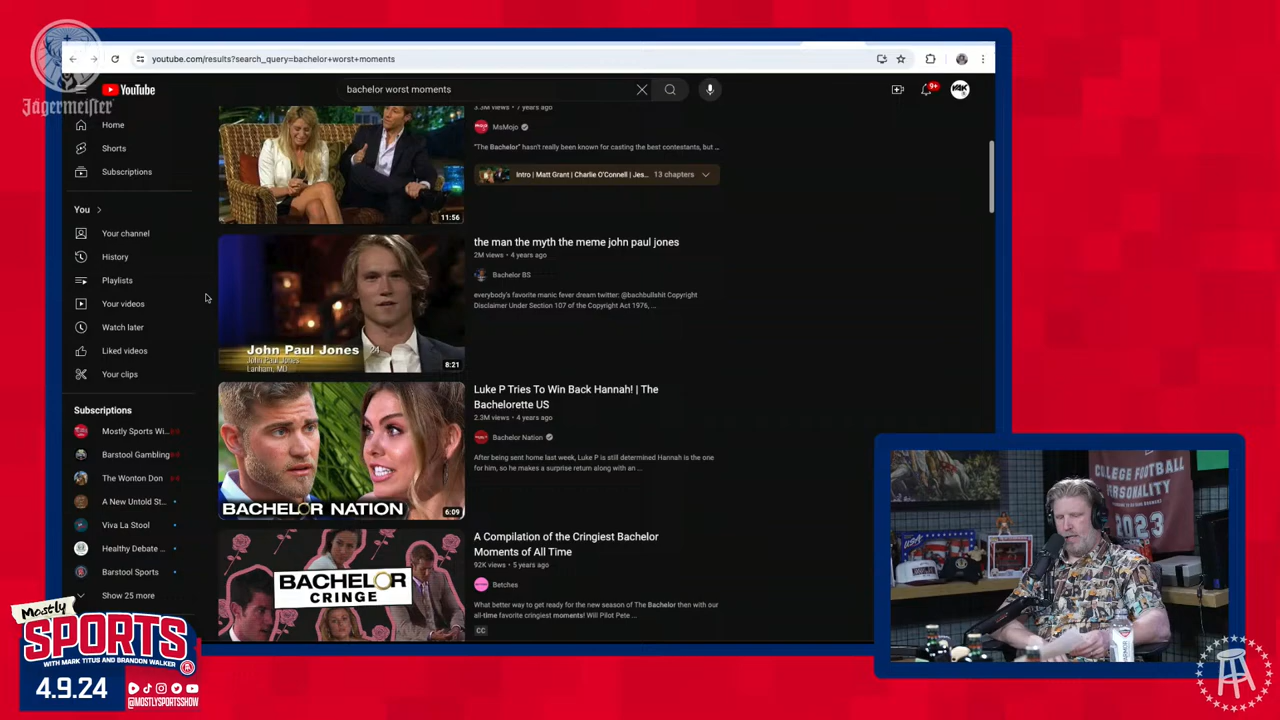 Jägermeister
youtube.com/results?search_query=bachelor+worst+moments
YouTube
bachelor worst moments
9+
Home
Shorts
Subscriptions
You
Your channel
History
Playlists
Your videos
Watch later
Liked videos
Your clips
Subscriptions
Mostly Sports Wi...
Barstool Gambling
The Wonton Don
A New Untold St...
Viva La Stool
Healthy Debate ...
Barstool Sports
Show 25 more
11:56
3.3M views • 7 years ago
MsMojo
"The Bachelor" hasn't really been known for casting the best contestants, but ...
Intro | Matt Grant | Charlie O'Connell | Jes... 13 chapters
John Paul Jones 24
Lanham, MD
8:21
the man the myth the meme john paul jones
2M views • 4 years ago
Bachelor BS
everybody's favorite manic fever dream twitter: @bachbullshit Copyright
Disclaimer Under Section 107 of the Copyright Act 1976, ...
BACHELOR NATION
6:09
Luke P Tries To Win Back Hannah! | The
Bachelorette US
2.3M views • 4 years ago
Bachelor Nation
After being sent home last week, Luke P is still determined Hannah is the one
for him, so he makes a surprise return along with an ...
BACHELOR
CRINGE
A Compilation of the Cringiest Bachelor
Moments of All Time
92K views • 5 years ago
Betches
What better way to get ready for the new season of The Bachelor then with our
all-time favorite cringiest moments! Will Pilot Pete ...
CC
COLLEGE FOOTBALL
PERSONALITY
2023
USA
Mostly
SPORTS
WITH MARK TITUS AND BRANDON WALKER
4.9.24
@MOSTLYSPORTSSHOW